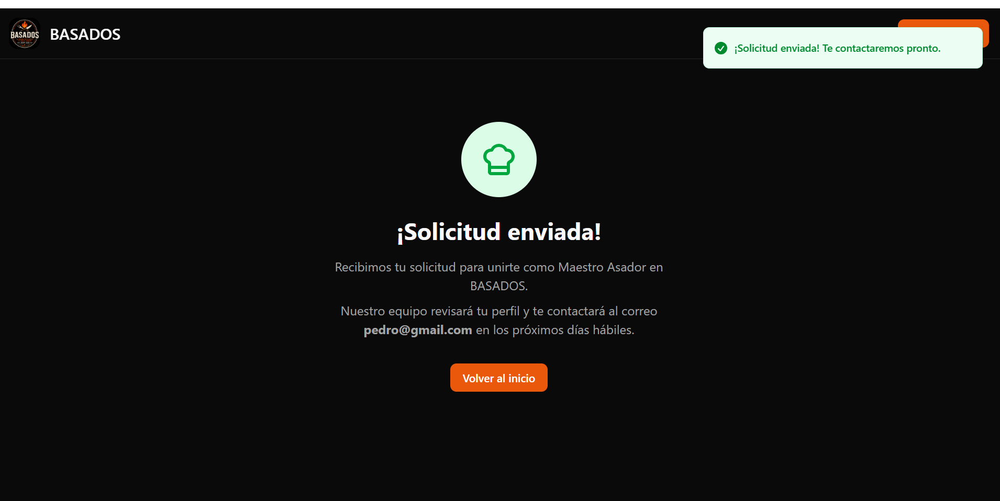 BASADOS
BASADOS
¡Solicitud enviada! Te contactaremos pronto.
¡Solicitud enviada!
Recibimos tu solicitud para unirte como Maestro Asador en
BASADOS.
Nuestro equipo revisará tu perfil y te contactará al correo
pedro@gmail.com en los próximos días hábiles.
Volver al inicio